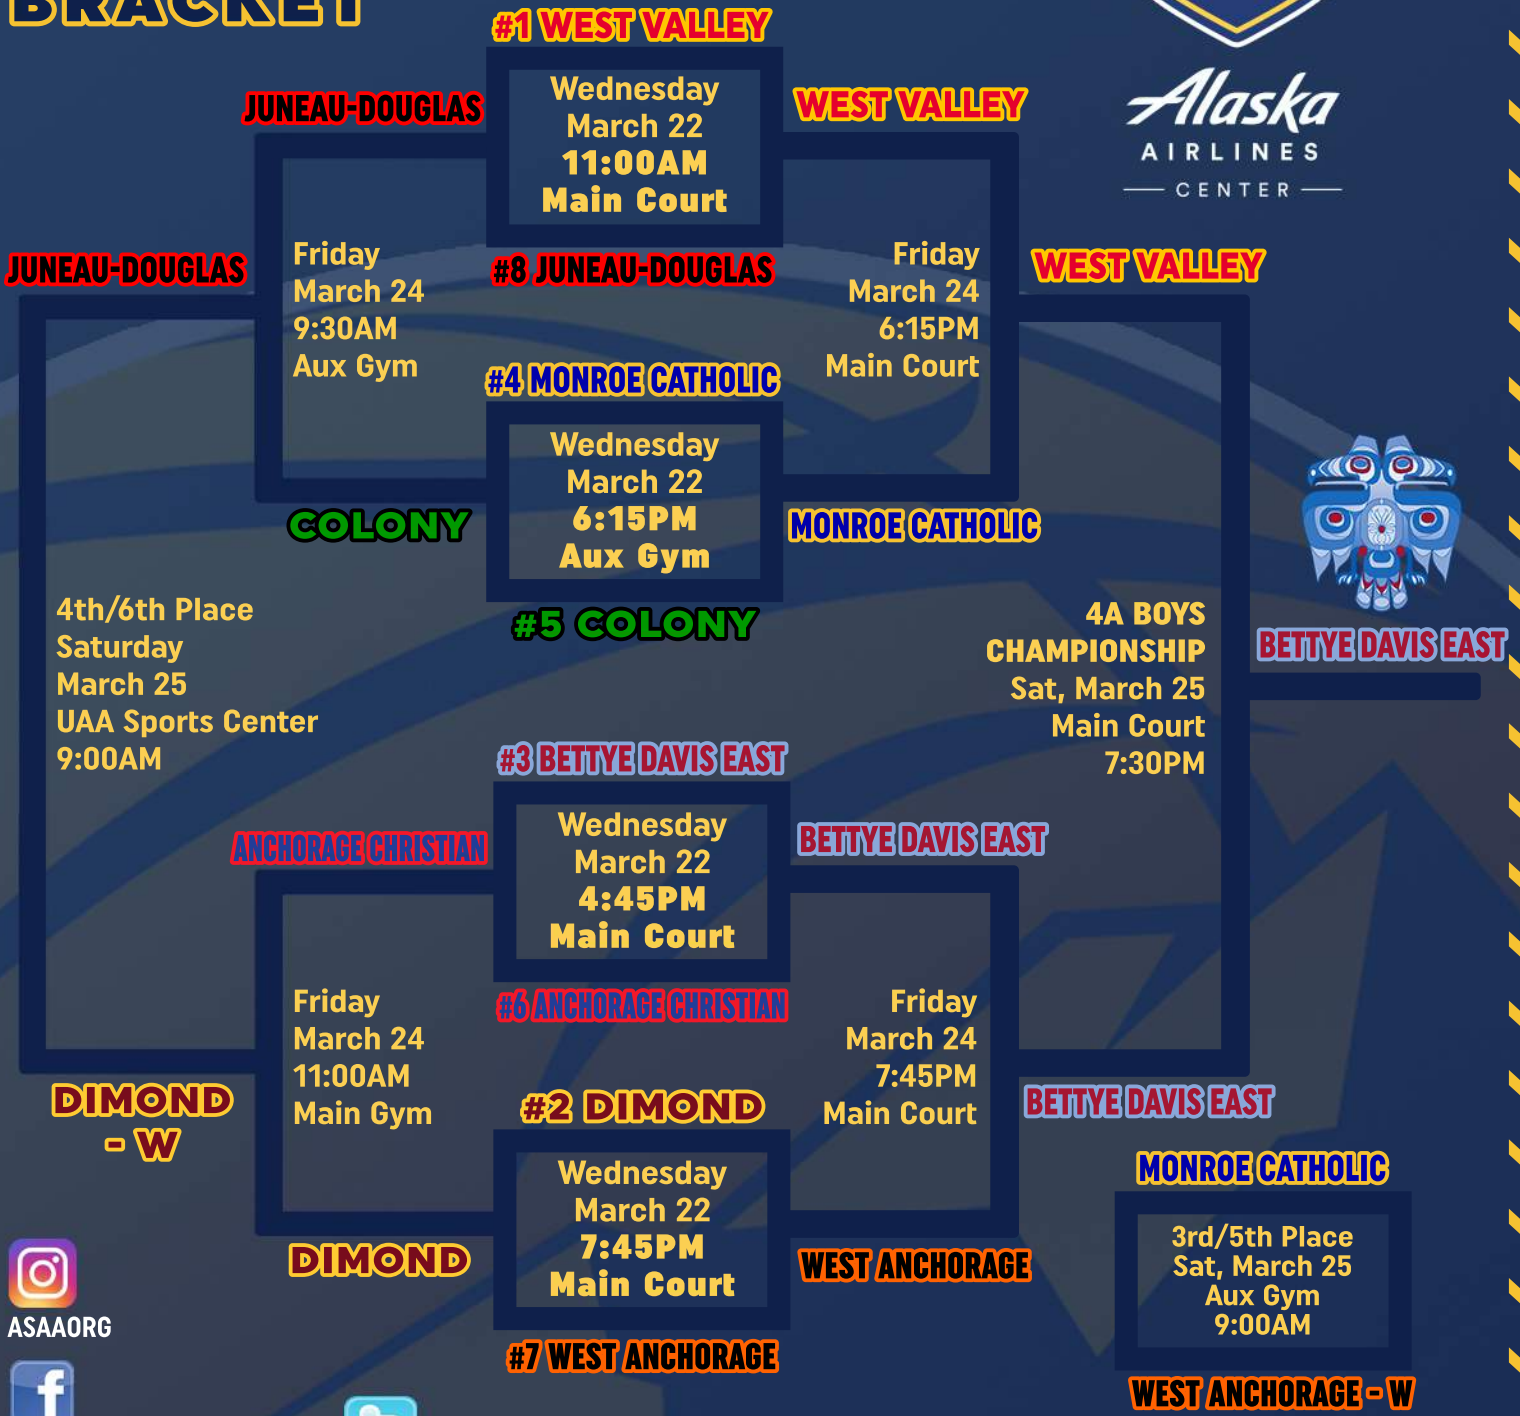 BRACKET
#1 WEST VALLEY
Wednesday
March 22
11:00AM
Main Court
#8 JUNEAU-DOUGLAS
JUNEAU-DOUGLAS
WEST VALLEY
Alaska
AIRLINES
CENTER
JUNEAU-DOUGLAS
Friday
March 24
9:30AM
Aux Gym
Friday
March 24
6:15PM
Main Court
WEST VALLEY
#4 MONROE CATHOLIC
Wednesday
March 22
6:15PM
Aux Gym
#5 COLONY
COLONY
MONROE CATHOLIC
4th/6th Place
Saturday
March 25
UAA Sports Center
9:00AM
4A BOYS
CHAMPIONSHIP
Sat, March 25
Main Court
7:30PM
BETTYE DAVIS EAST
#3 BETTYE DAVIS EAST
Wednesday
March 22
4:45PM
Main Court
#6 ANCHORAGE CHRISTIAN
ANCHORAGE CHRISTIAN
BETTYE DAVIS EAST
Friday
March 24
11:00AM
Main Gym
Friday
March 24
7:45PM
Main Court
DIMOND
- W
BETTYE DAVIS EAST
#2 DIMOND
Wednesday
March 22
7:45PM
Main Court
#7 WEST ANCHORAGE
DIMOND
WEST ANCHORAGE
MONROE CATHOLIC
3rd/5th Place
Sat, March 25
Aux Gym
9:00AM
WEST ANCHORAGE - W
ASAAORG
f